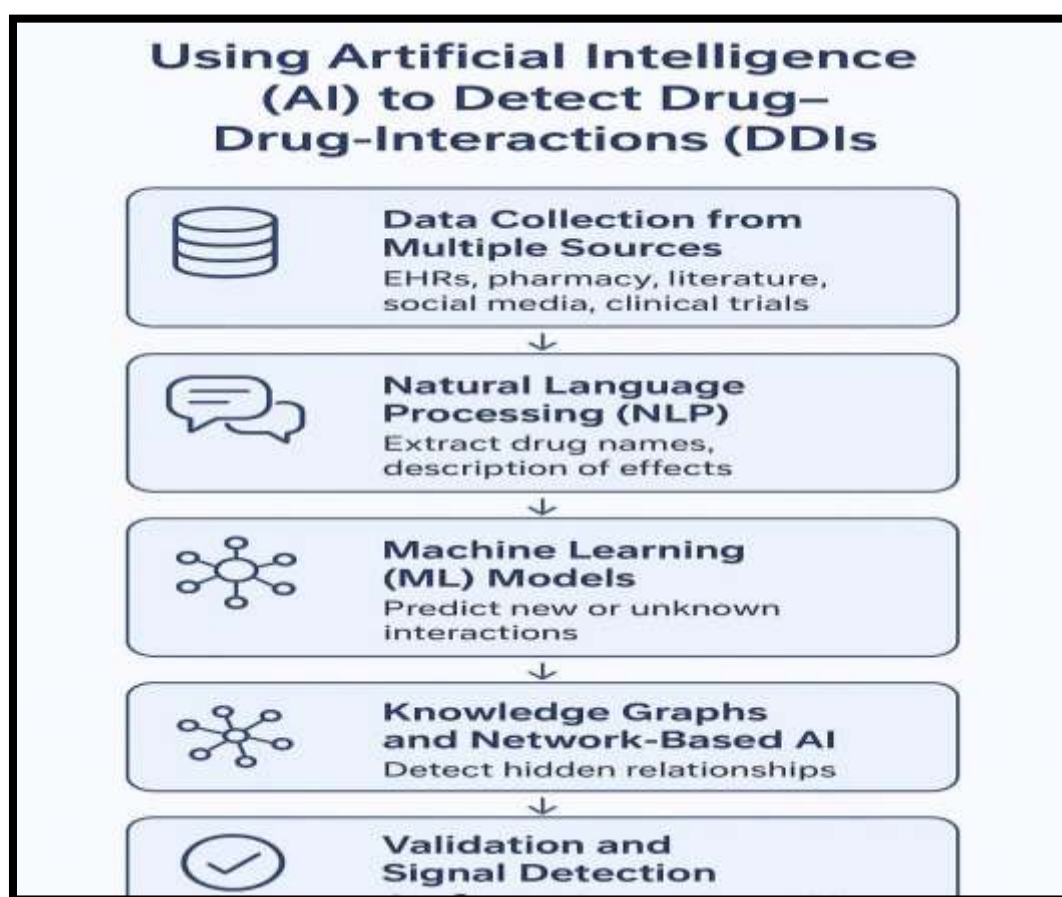 Using Artificial Intelligence
(AI) to Detect Drug–
Drug-Interactions (DDIs
Data Collection from
Multiple Sources
EHRs, pharmacy, literature,
social media, clinical trials
Natural Language
Processing (NLP)
Extract drug names,
description of effects
Machine Learning
(ML) Models
Predict new or unknown
interactions
Knowledge Graphs
and Network-Based AI
Detect hidden relationships
Validation and
Signal Detection